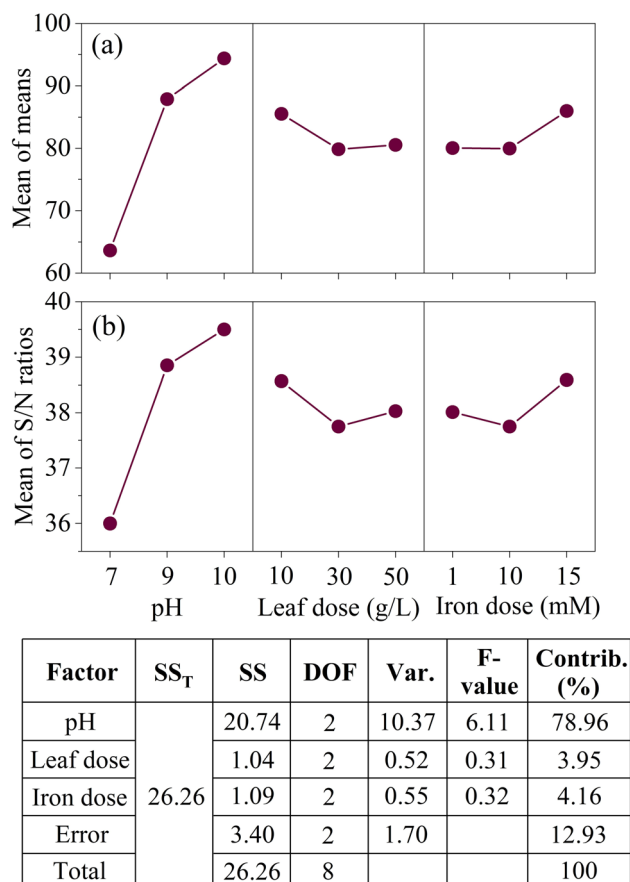 (a)
Mean of means
100
90
80
70
60
(b)
Mean of S/N ratios
40
39
38
37
36
7 9 10 10 30 50 1 10 15
pH Leaf dose (g/L) Iron dose (mM)
Factor SST SS DOF Var. F-value Contrib. (%)
pH 20.74 2 10.37 6.11 78.96
Leaf dose 1.04 2 0.52 0.31 3.95
Iron dose 26.26 1.09 2 0.55 0.32 4.16
Error 3.40 2 1.70 12.93
Total 26.26 8 100